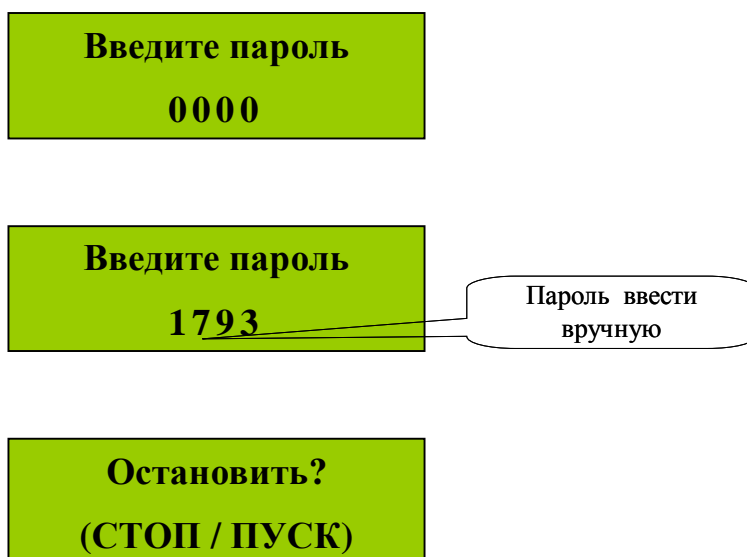 Введите пароль
0000
Введите пароль
1793
Пароль ввести
вручную
Остановить?
(СТОП / ПУСК)